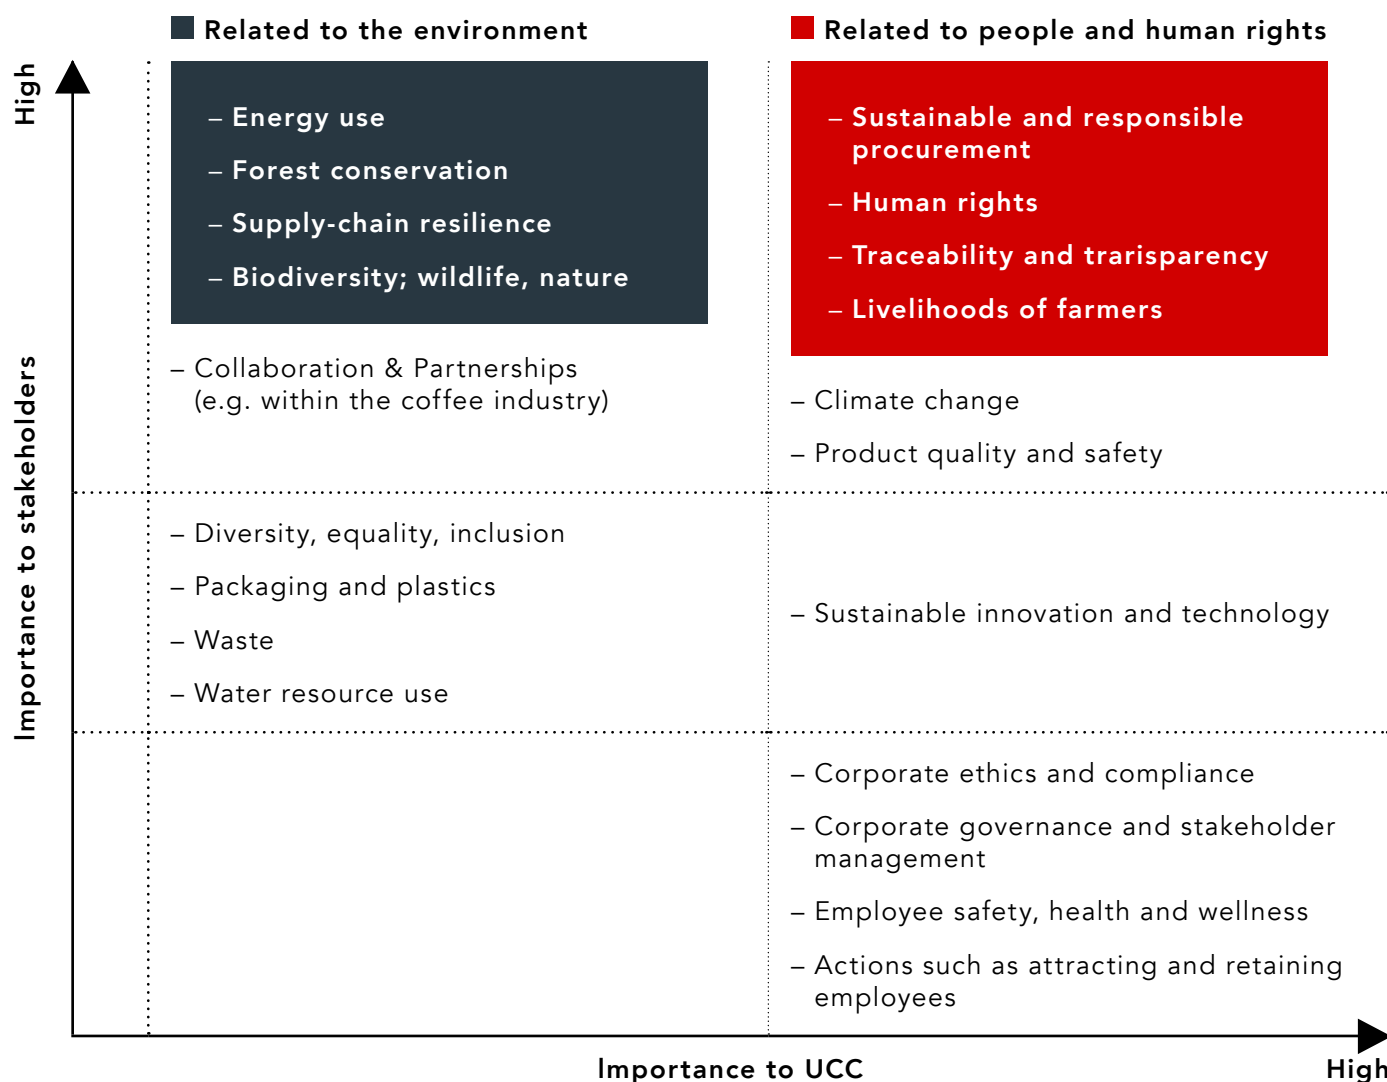 Related to the environment
Related to people and human rights
High
– Energy use
– Forest conservation
– Supply-chain resilience
– Biodiversity; wildlife, nature
– Sustainable and responsible
procurement
– Human rights
– Traceability and trarisparency
– Livelihoods of farmers
– Collaboration & Partnerships
(e.g. within the coffee industry)
– Climate change
– Product quality and safety
Importance to stakeholders
– Diversity, equality, inclusion
– Packaging and plastics
– Waste
– Water resource use
– Sustainable innovation and technology
– Corporate ethics and compliance
– Corporate governance and stakeholder
management
– Employee safety, health and wellness
– Actions such as attracting and retaining
employees
Importance to UCC
High